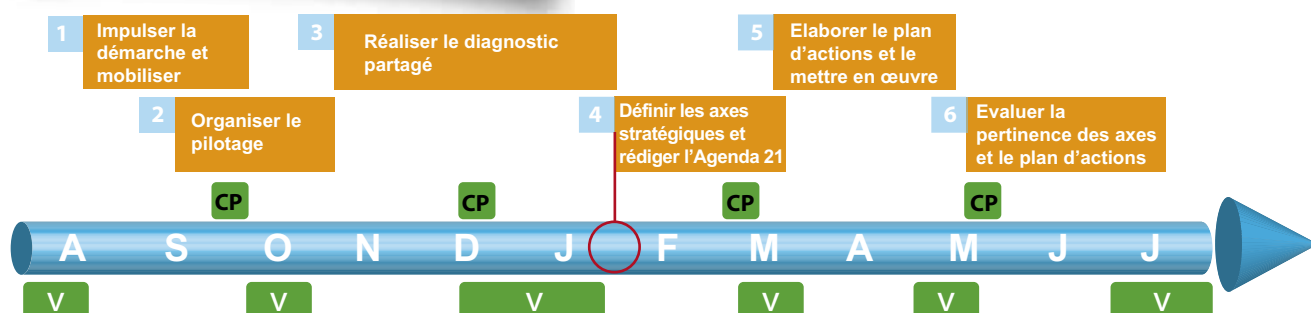 1
Impulser la
démarche et
mobiliser
2
Organiser le
pilotage
3
Réaliser le diagnostic
partagé
4
Définir les axes
stratégiques et
rédiger l’Agenda 21
5
Elaborer le plan
d’actions et le
mettre en œuvre
6
Evaluer la
pertinence des axes
et le plan d’actions
CP CP CP CP
A S O N D J F M A M J J
V V V V V V